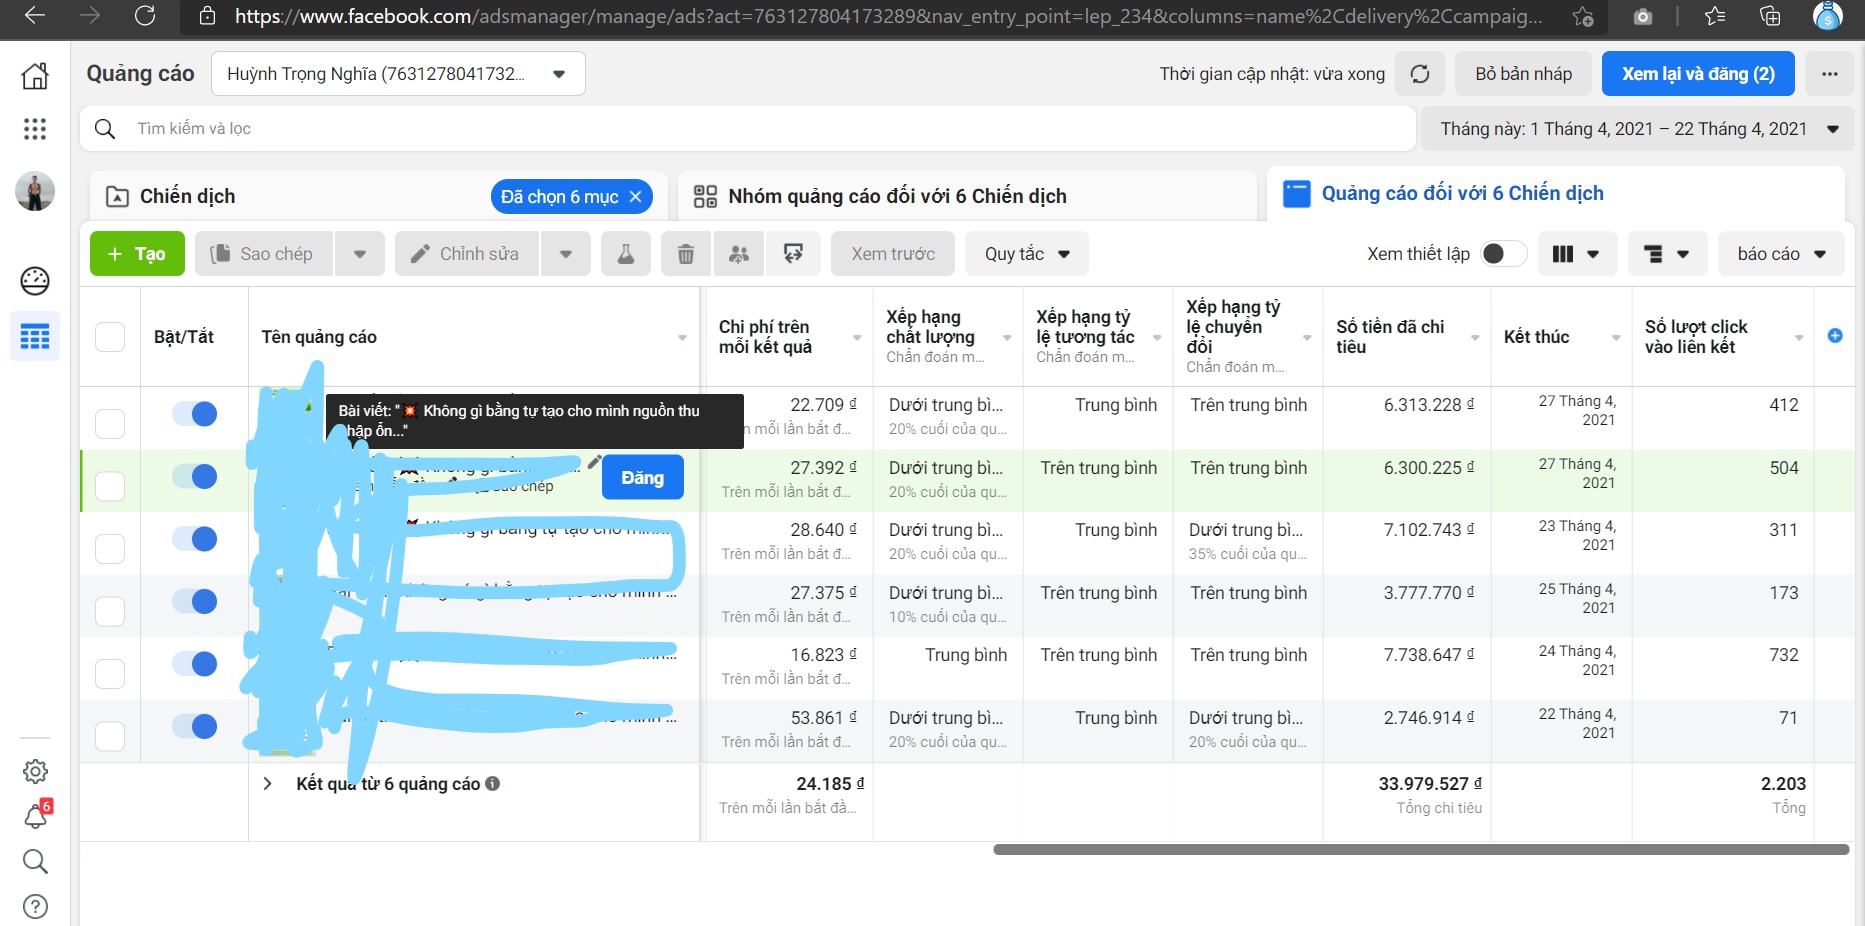 https://www.facebook.com/adsmanager/manage/ads?act=763127804173289&nav_entry_point=lep_234&columns=name%2Cdelivery%2Ccampaig...
Quảng cáo
Huỳnh Trọng Nghĩa (7631278041732...
Thời gian cập nhật: vừa xong
Bỏ bản nháp
Xem lại và đăng (2)
Tìm kiếm và lọc
Tháng này: 1 Tháng 4, 2021 – 22 Tháng 4, 2021
Chiến dịch
Đã chọn 6 mục
Nhóm quảng cáo đối với 6 Chiến dịch
Quảng cáo đối với 6 Chiến dịch
+ Tạo
Sao chép
Chỉnh sửa
Xem trước
Quy tắc
Xem thiết lập
báo cáo
Bật/Tắt
Tên quảng cáo
Chi phí trên
mỗi kết quả
Xếp hạng
chất lượng
Chẩn đoán m...
Xếp hạng tỷ
lệ tương tác
Chẩn đoán m...
Xếp hạng tỷ
lệ chuyển
đổi
Chẩn đoán m...
Số tiền đã chi
tiêu
Kết thúc
Số lượt click
vào liên kết
Bài viết: "💥 Không gì bằng tự tạo cho mình nguồn thu
nhập ổn..."
22.709 ₫
mỗi lần bắt đ...
Dưới trung bì...
20% cuối của qu...
Trung bình
Trên trung bình
6.313.228 ₫
27 Tháng 4,
2021
412
Không gì bằn
chép
Đăng
27.392 ₫
Trên mỗi lần bắt đ...
Dưới trung bì...
20% cuối của qu...
Trên trung bình
Trên trung bình
6.300.225 ₫
27 Tháng 4,
2021
504
Không gì bằng tự tạo cho mình...
28.640 ₫
Trên mỗi lần bắt đ...
Dưới trung bì...
20% cuối của qu...
Trung bình
Dưới trung bì...
35% cuối của qu...
7.102.743 ₫
23 Tháng 4,
2021
311
cho mình ...
27.375 ₫
Trên mỗi lần bắt đ...
Dưới trung bì...
10% cuối của qu...
Trên trung bình
Trên trung bình
3.777.770 ₫
25 Tháng 4,
2021
173
16.823 ₫
Trên mỗi lần bắt đ...
Trung bình
Trên trung bình
Trên trung bình
7.738.647 ₫
24 Tháng 4,
2021
732
53.861 ₫
Trên mỗi lần bắt đ...
Dưới trung bì...
20% cuối của qu...
Trung bình
Dưới trung bì...
20% cuối của qu...
2.746.914 ₫
22 Tháng 4,
2021
71
Kết quả từ 6 quảng cáo
24.185 ₫
Trên mỗi lần bắt đầ...
33.979.527 ₫
Tổng chi tiêu
2.203
Tổng
6